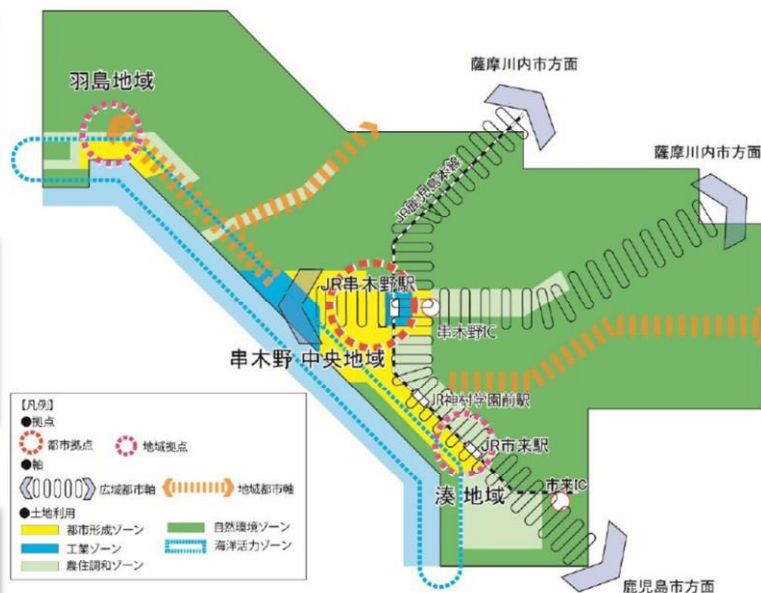 薩摩川内市方面
羽島地域
薩摩川内市方面
JR鹿児島本線
JR串木野駅
串木野IC
串木野 中央地域
JR神村学園前駅
JR市来駅
市来IC
湊 地域
鹿児島市方面
【凡例】
●拠点
都市拠点
地域拠点
●軸
広域都市軸
地域都市軸
●土地利用
都市形成ゾーン
自然環境ゾーン
工業ゾーン
海洋活力ゾーン
農住調和ゾーン